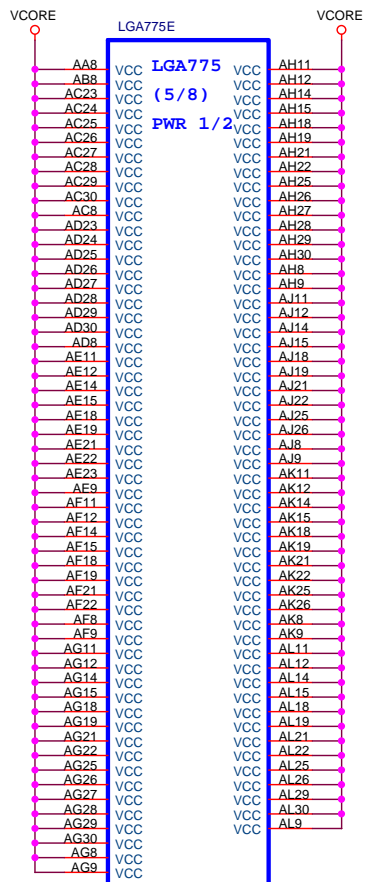 VCORE VCORE
LGA775E
AA8 VCC LGA775 VCC AH11
AB8 VCC VCC AH12
AC23 VCC (5/8) VCC AH14
AC24 VCC VCC AH15
AC25 VCC PWR 1/2 VCC AH18
AC26 VCC VCC AH19
AC27 VCC VCC AH21
AC28 VCC VCC AH22
AC29 VCC VCC AH25
AC30 VCC VCC AH26
AC8 VCC VCC AH27
AD23 VCC VCC AH28
AD24 VCC VCC AH29
AD25 VCC VCC AH30
AD26 VCC VCC AH8
AD27 VCC VCC AH9
AD28 VCC VCC AJ11
AD29 VCC VCC AJ12
AD30 VCC VCC AJ14
AD8 VCC VCC AJ15
AE11 VCC VCC AJ18
AE12 VCC VCC AJ19
AE14 VCC VCC AJ21
AE15 VCC VCC AJ22
AE18 VCC VCC AJ25
AE19 VCC VCC AJ26
AE21 VCC VCC AJ8
AE22 VCC VCC AJ9
AE23 VCC VCC AK11
AE9 VCC VCC AK12
AF11 VCC VCC AK14
AF12 VCC VCC AK15
AF14 VCC VCC AK18
AF15 VCC VCC AK19
AF18 VCC VCC AK21
AF19 VCC VCC AK22
AF21 VCC VCC AK25
AF22 VCC VCC AK26
AF8 VCC VCC AK8
AF9 VCC VCC AK9
AG11 VCC VCC AL11
AG12 VCC VCC AL12
AG14 VCC VCC AL14
AG15 VCC VCC AL15
AG18 VCC VCC AL18
AG19 VCC VCC AL19
AG21 VCC VCC AL21
AG22 VCC VCC AL22
AG25 VCC VCC AL25
AG26 VCC VCC AL26
AG27 VCC VCC AL29
AG28 VCC VCC AL30
AG29 VCC VCC AL9
AG30 VCC
AG8 VCC
AG9 VCC